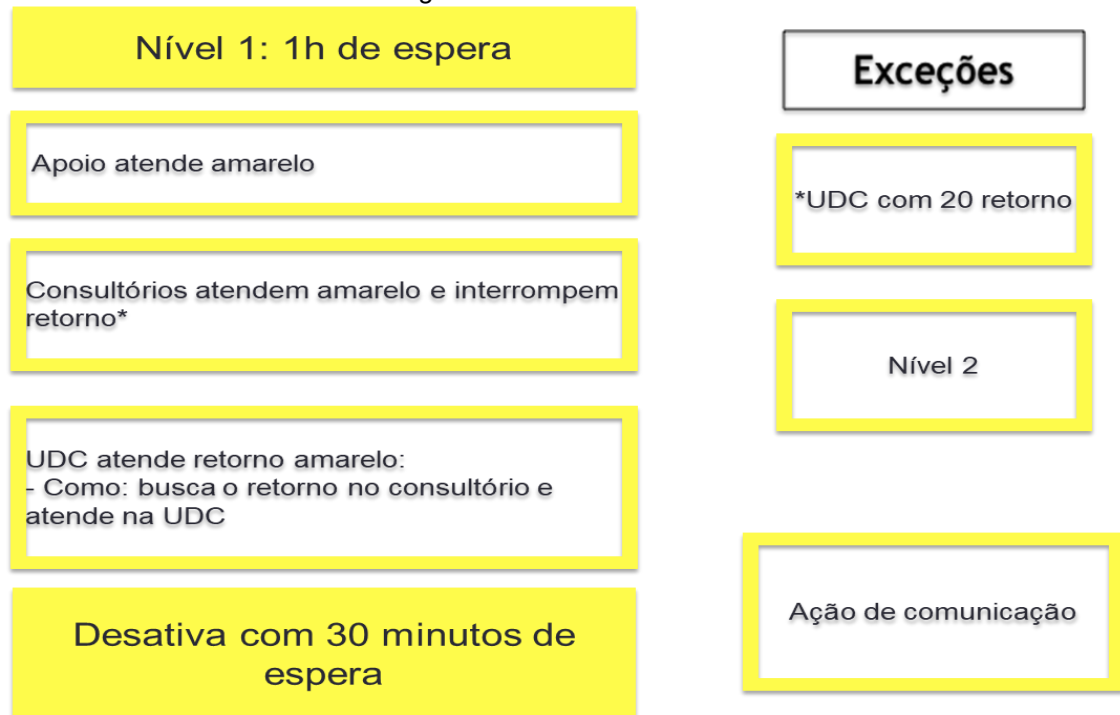 Nível 1: 1h de espera
Apoio atende amarelo
Consultórios atendem amarelo e interrompem
retorno*
UDC atende retorno amarelo:
- Como: busca o retorno no consultório e
atende na UDC
Desativa com 30 minutos de
espera
Exceções
*UDC com 20 retorno
Nível 2
Ação de comunicação